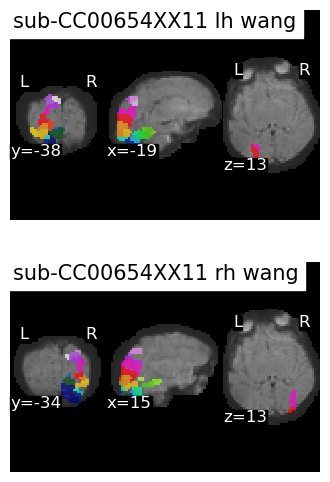 sub-CC00654XX11 lh wang
L R L R
y=-38 x=-19 z=13
sub-CC00654XX11 rh wang
L R L R
y=-34 x=15 z=13